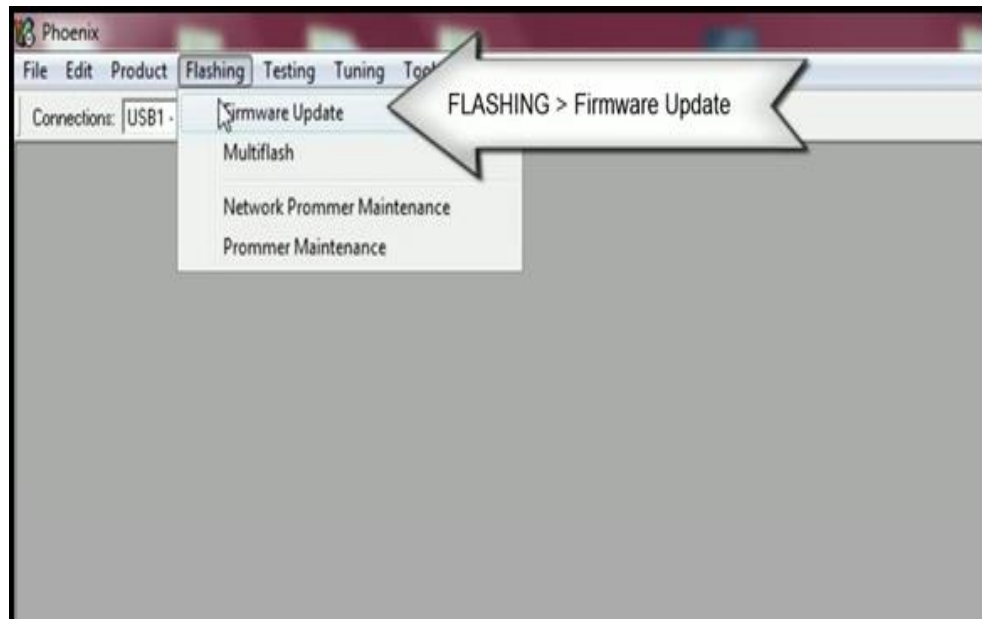 Phoenix
File Edit Product Flashing Testing Tuning
Connections: USB1 -
Firmware Update
FLASHING > Firmware Update
Multiflash
Network Prommer Maintenance
Prommer Maintenance